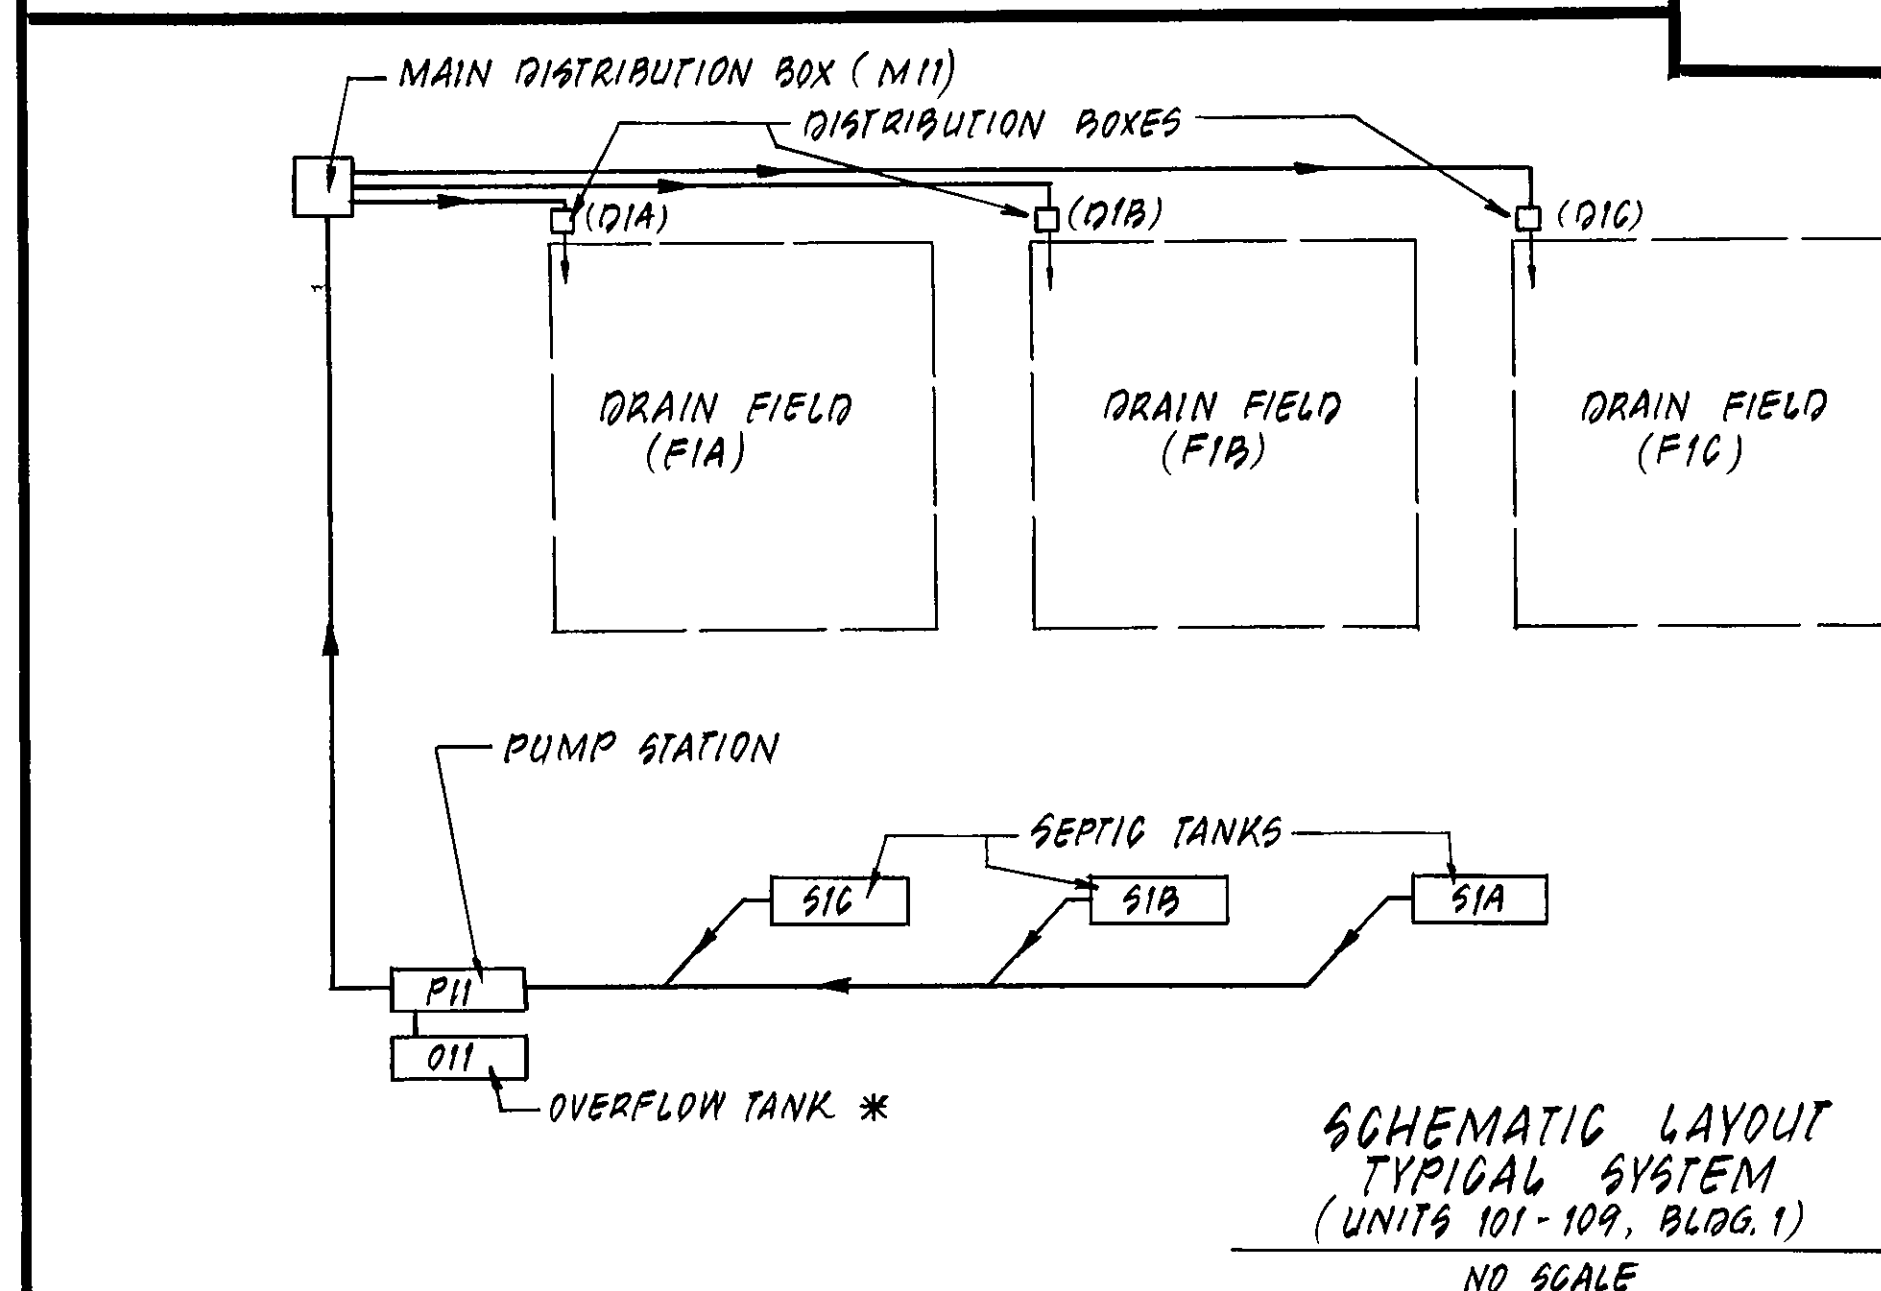 MAIN DISTRIBUTION BOX (M11)
DISTRIBUTION BOXES
(D1A)
(D1B)
(D1C)
DRAIN FIELD
(F1A)
DRAIN FIELD
(F1B)
DRAIN FIELD
(F1C)
PUMP STATION
SEPTIC TANKS
S1C
S1B
S1A
P11
O11
OVERFLOW TANK *
SCHEMATIC LAYOUT
TYPICAL SYSTEM
(UNITS 101-109, BLDG. 1)
NO SCALE